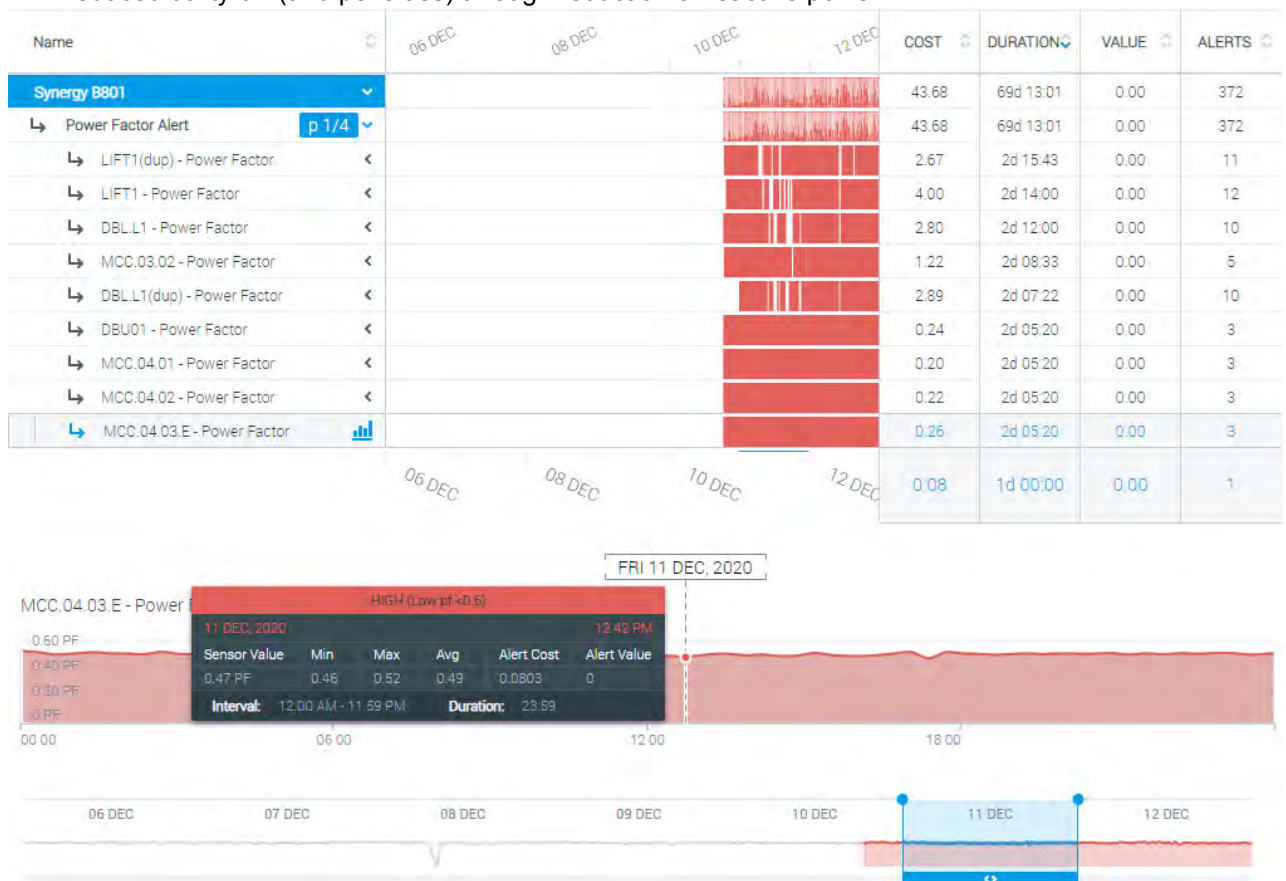 Name 06 DEC 08 DEC 10 DEC 12 DEC COST DURATION VALUE ALERTS
Synergy B801 43.68 69d 13:01 0.00 372
Power Factor Alert p 1/4 43.68 69d 13:01 0.00 372
LIFT1(dup) - Power Factor 2.67 2d 15:43 0.00 11
LIFT1 - Power Factor 4.00 2d 14:00 0.00 12
DBL.L1 - Power Factor 2.80 2d 12:00 0.00 10
MCC.03.02 - Power Factor 1.22 2d 08:33 0.00 5
DBL.L1(dup) - Power Factor 2.89 2d 07:22 0.00 10
DBU01 - Power Factor 0.24 2d 05:20 0.00 3
MCC.04.01 - Power Factor 0.20 2d 05:20 0.00 3
MCC.04.02 - Power Factor 0.22 2d 05:20 0.00 3
MCC.04.03.E - Power Factor 0.26 2d 05:20 0.00 3
06 DEC 08 DEC 10 DEC 12 DEC 0.08 1d 00:00 0.00 1
FRI 11 DEC, 2020
MCC.04.03.E - Power
HIGH (Low pf <0.6)
11 DEC, 2020 12:42 PM
Sensor Value Min Max Avg Alert Cost Alert Value
0.47 PF 0.46 0.52 0.49 0.0803 0
Interval: 12:00 AM - 11:59 PM Duration: 23:59
0.60 PF
0.40 PF
0 PF
00:00 06:00 12:00 18:00
06 DEC 07 DEC 08 DEC 09 DEC 10 DEC 11 DEC 12 DEC